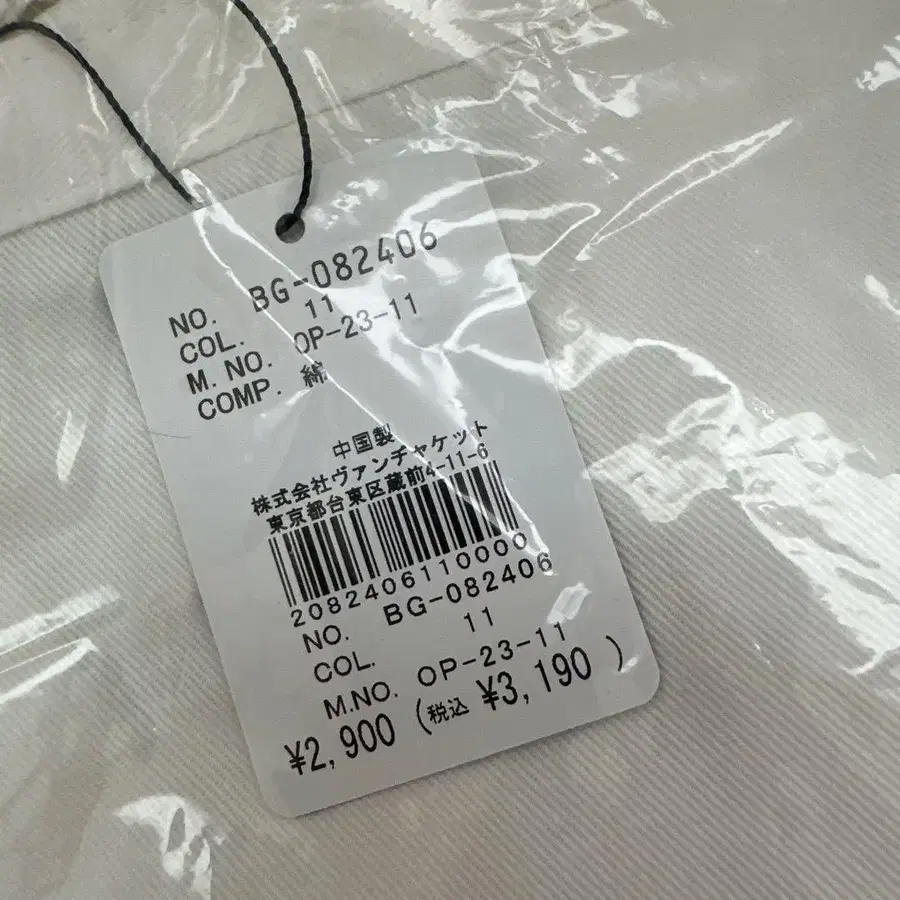 NO. BG-082406
COL. 11
M. NO. OP-23-11
COMP. 綿
中国製
株式会社ヴァンヂャケット
東京都台東区蔵前4-11-6
2082406110000
NO. BG-082406
COL. 11
M.NO. OP-23-11
¥2,900 (税込 ¥3,190 )